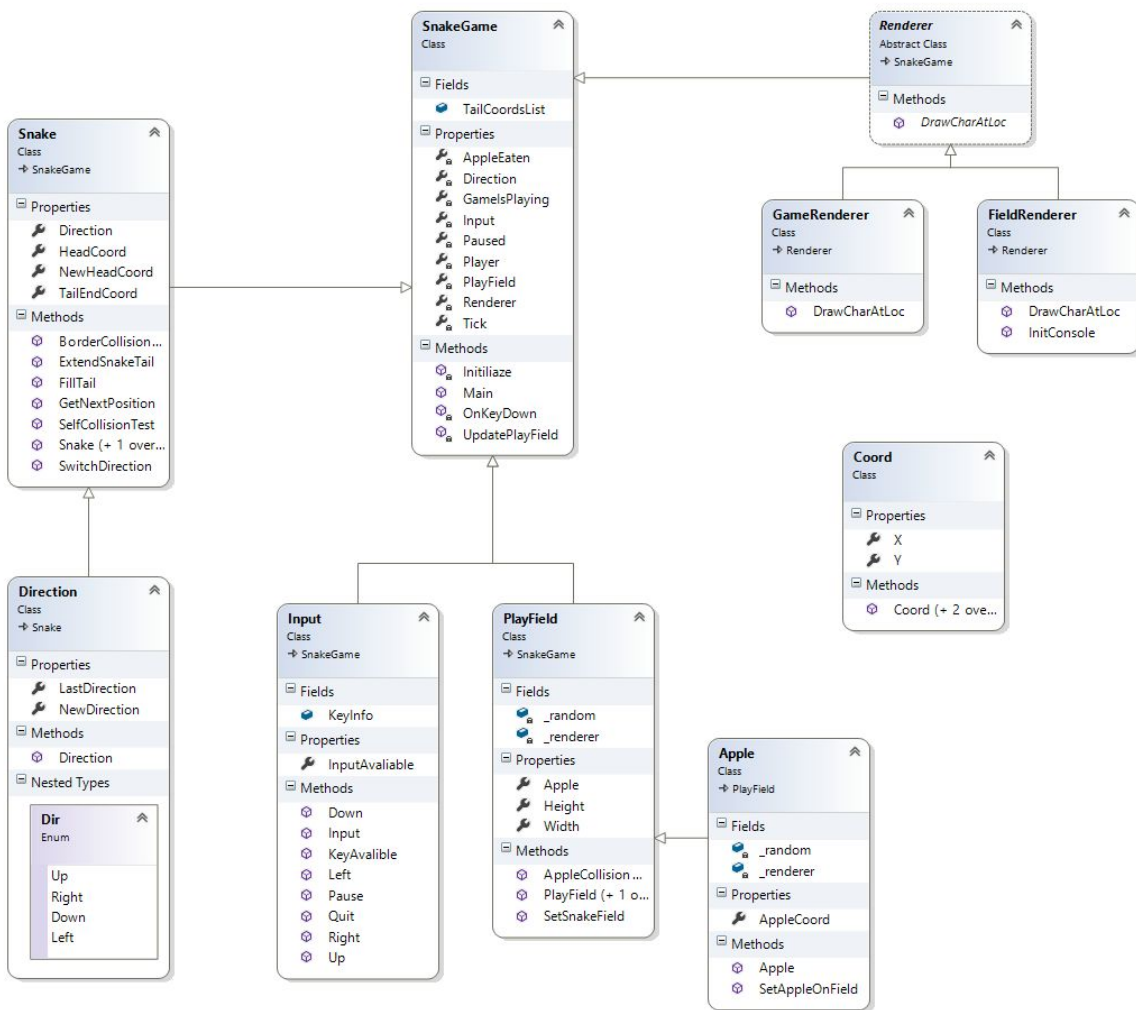 SnakeGame
Class
Fields
TailCoordsList
Properties
AppleEaten
Direction
GameIsPlaying
Input
Paused
Player
PlayField
Renderer
Tick
Methods
Initiliaze
Main
OnKeyDown
UpdatePlayField
Renderer
Abstract Class
SnakeGame
Methods
DrawCharAtLoc
Snake
Class
SnakeGame
Properties
Direction
HeadCoord
NewHeadCoord
TailEndCoord
Methods
BorderCollision...
ExtendSnakeTail
FillTail
GetNextPosition
SelfCollisionTest
Snake (+ 1 over...
SwitchDirection
GameRenderer
Class
Renderer
Methods
DrawCharAtLoc
FieldRenderer
Class
Renderer
Methods
DrawCharAtLoc
InitConsole
Coord
Class
Properties
X
Y
Methods
Coord (+ 2 ove...
Direction
Class
Snake
Properties
LastDirection
NewDirection
Methods
Direction
Nested Types
Dir
Enum
Up
Right
Down
Left
Input
Class
SnakeGame
Fields
KeyInfo
Properties
InputAvaliable
Methods
Down
Input
KeyAvalible
Left
Pause
Quit
Right
Up
PlayField
Class
SnakeGame
Fields
_random
_renderer
Properties
Apple
Height
Width
Methods
AppleCollision ...
PlayField (+ 1 o...
SetSnakeField
Apple
Class
PlayField
Fields
_random
_renderer
Properties
AppleCoord
Methods
Apple
SetAppleOnField